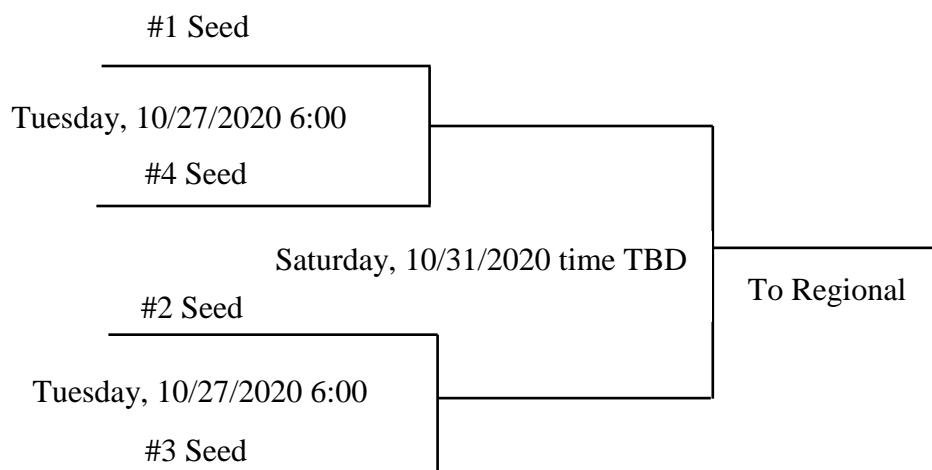 #1 Seed
Tuesday, 10/27/2020 6:00
#4 Seed
Saturday, 10/31/2020 time TBD
To Regional
#2 Seed
Tuesday, 10/27/2020 6:00
#3 Seed